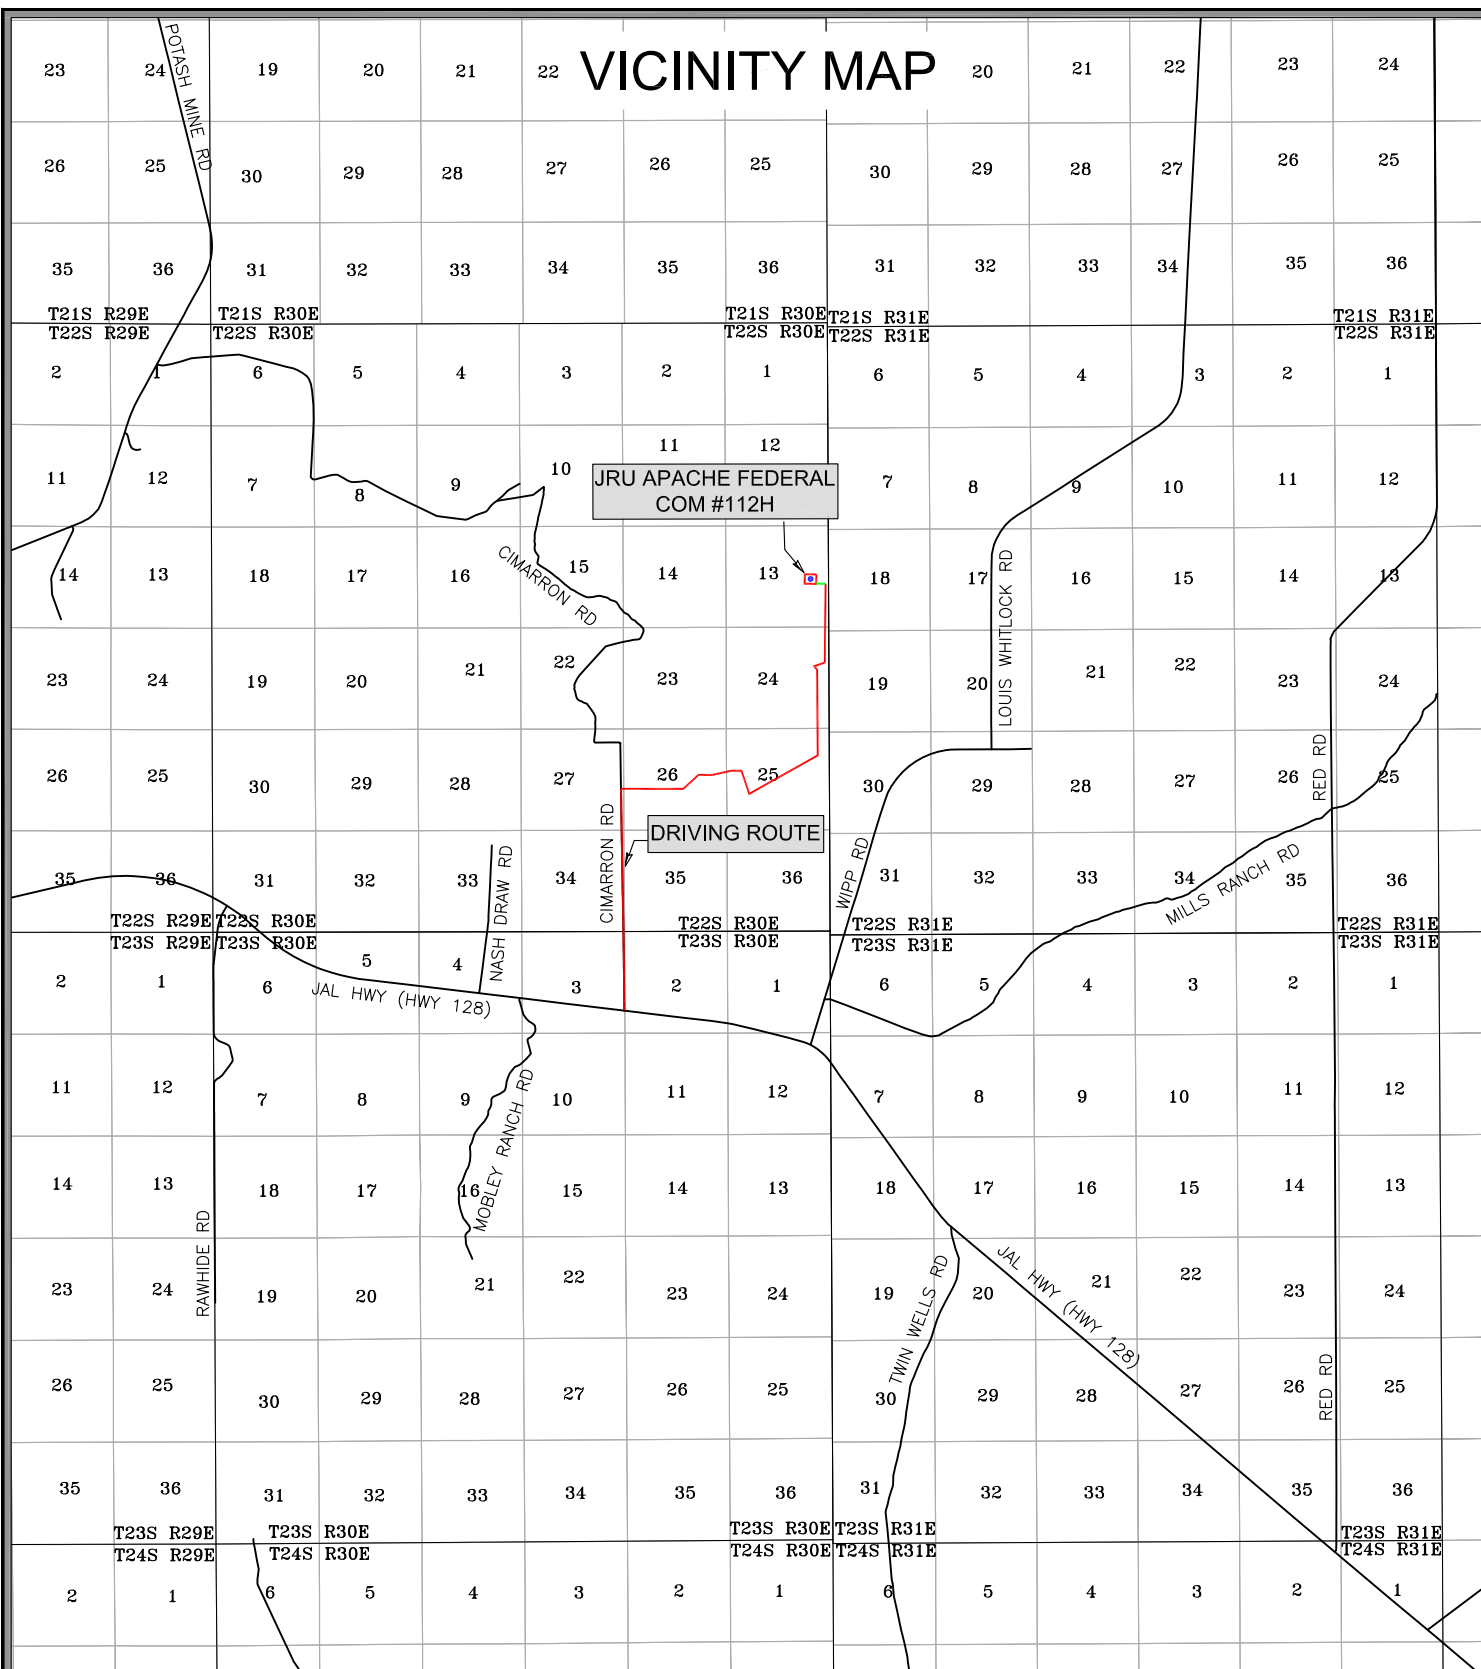 VICINITY MAP
23 24 19 20 21 22 20 21 22 23 24
POTASH MINE RD
26 25 30 29 28 27 26 25 30 29 28 27 26 25
35 36 31 32 33 34 35 36 31 32 33 34 35 36
T21S R29E T21S R30E T21S R30E T21S R31E T21S R31E
T22S R29E T22S R30E T22S R30E T22S R31E T22S R31E
2 1 6 5 4 3 2 1 6 5 4 3 2 1
11 12 7 8 9 10 11 12 7 8 9 10 11 12
JRU APACHE FEDERAL
COM #112H
14 13 18 17 16 15 14 13 18 17 16 15 14 13
CIMARRON RD
LOUIS WHITLOCK RD
23 24 19 20 21 22 23 24 19 20 21 22 23 24
26 25 30 29 28 27 26 25 30 29 28 27 26 25
RED RD
CIMARRON RD
DRIVING ROUTE
WIPP RD
NASH DRAW RD
MILLS RANCH RD
35 36 31 32 33 34 35 36 31 32 33 34 35 36
T22S R29E T22S R30E T22S R30E T22S R31E T22S R31E
T23S R29E T23S R30E T23S R30E T23S R31E T23S R31E
2 1 6 5 4 3 2 1 6 5 4 3 2 1
JAL HWY (HWY 128)
11 12 7 8 9 10 11 12 7 8 9 10 11 12
MOBLEY RANCH RD
14 13 18 17 16 15 14 13 18 17 16 15 14 13
RAWHIDE RD
23 24 19 20 21 22 23 24 19 20 21 22 23 24
TWIN WELLS RD
JAL HWY (HWY 128)
26 25 30 29 28 27 26 25 30 29 28 27 26 25
RED RD
35 36 31 32 33 34 35 36 31 32 33 34 35 36
T23S R29E T23S R30E T23S R30E T23S R31E T23S R31E
T24S R29E T24S R30E T24S R30E T24S R31E T24S R31E
2 1 6 5 4 3 2 1 6 5 4 3 2 1